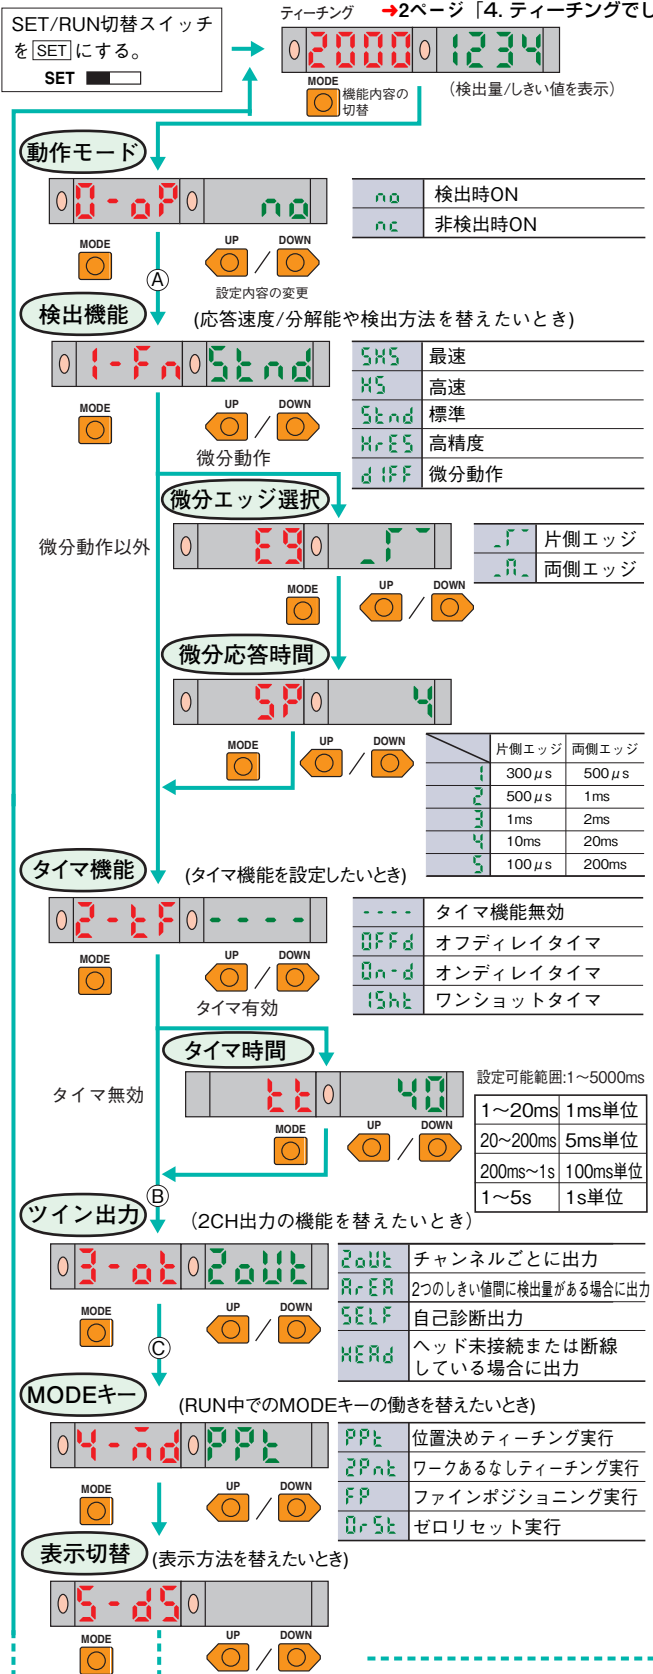 SET/RUN切替スイッチ
を SET にする。
SET
ティーチング ➔2ページ「4. ティーチングでし
2000 1234
MODE
機能内容の
切替
(検出量/しきい値を表示)
動作モード
0-oP no
MODE
UP / DOWN
設定内容の変更
no 検出時ON
nc 非検出時ON
Ⓐ
検出機能
(応答速度/分解能や検出方法を替えたいとき)
1-Fn Stnd
MODE
UP / DOWN
SHS 最速
HS 高速
Stnd 標準
HrES 高精度
dIFF 微分動作
微分動作
微分動作以外
微分エッジ選択
Eg
MODE
UP / DOWN
片側エッジ
両側エッジ
微分応答時間
SP 4
MODE
UP / DOWN
片側エッジ 両側エッジ
1 300μs 500μs
2 500μs 1ms
3 1ms 2ms
4 10ms 20ms
5 100μs 200ms
タイマ機能
(タイマ機能を設定したいとき)
2-tF ----
MODE
UP / DOWN
---- タイマ機能無効
OFFd オフディレイタイマ
On-d オンディレイタイマ
1Sht ワンショットタイマ
タイマ有効
タイマ無効
タイマ時間
tt 40
MODE
UP / DOWN
設定可能範囲:1～5000ms
1～20ms 1ms単位
20~200ms 5ms単位
200ms~1s 100ms単位
1～5s 1s単位
Ⓑ
ツイン出力
(2CH出力の機能を替えたいとき)
3-ot 2oUt
MODE
UP / DOWN
2oUt チャンネルごとに出力
ArEA 2つのしきい値間に検出量がある場合に出力
SELF 自己診断出力
HEAd ヘッド未接続または断線
している場合に出力
Ⓒ
MODEキー
(RUN中でのMODEキーの働きを替えたいとき)
4-md PPt
MODE
UP / DOWN
PPt 位置決めティーチング実行
2Pnt ワークあるなしティーチング実行
FP ファインポジショニング実行
0rSt ゼロリセット実行
表示切替
(表示方法を替えたいとき)
5-dS
MODE
UP / DOWN